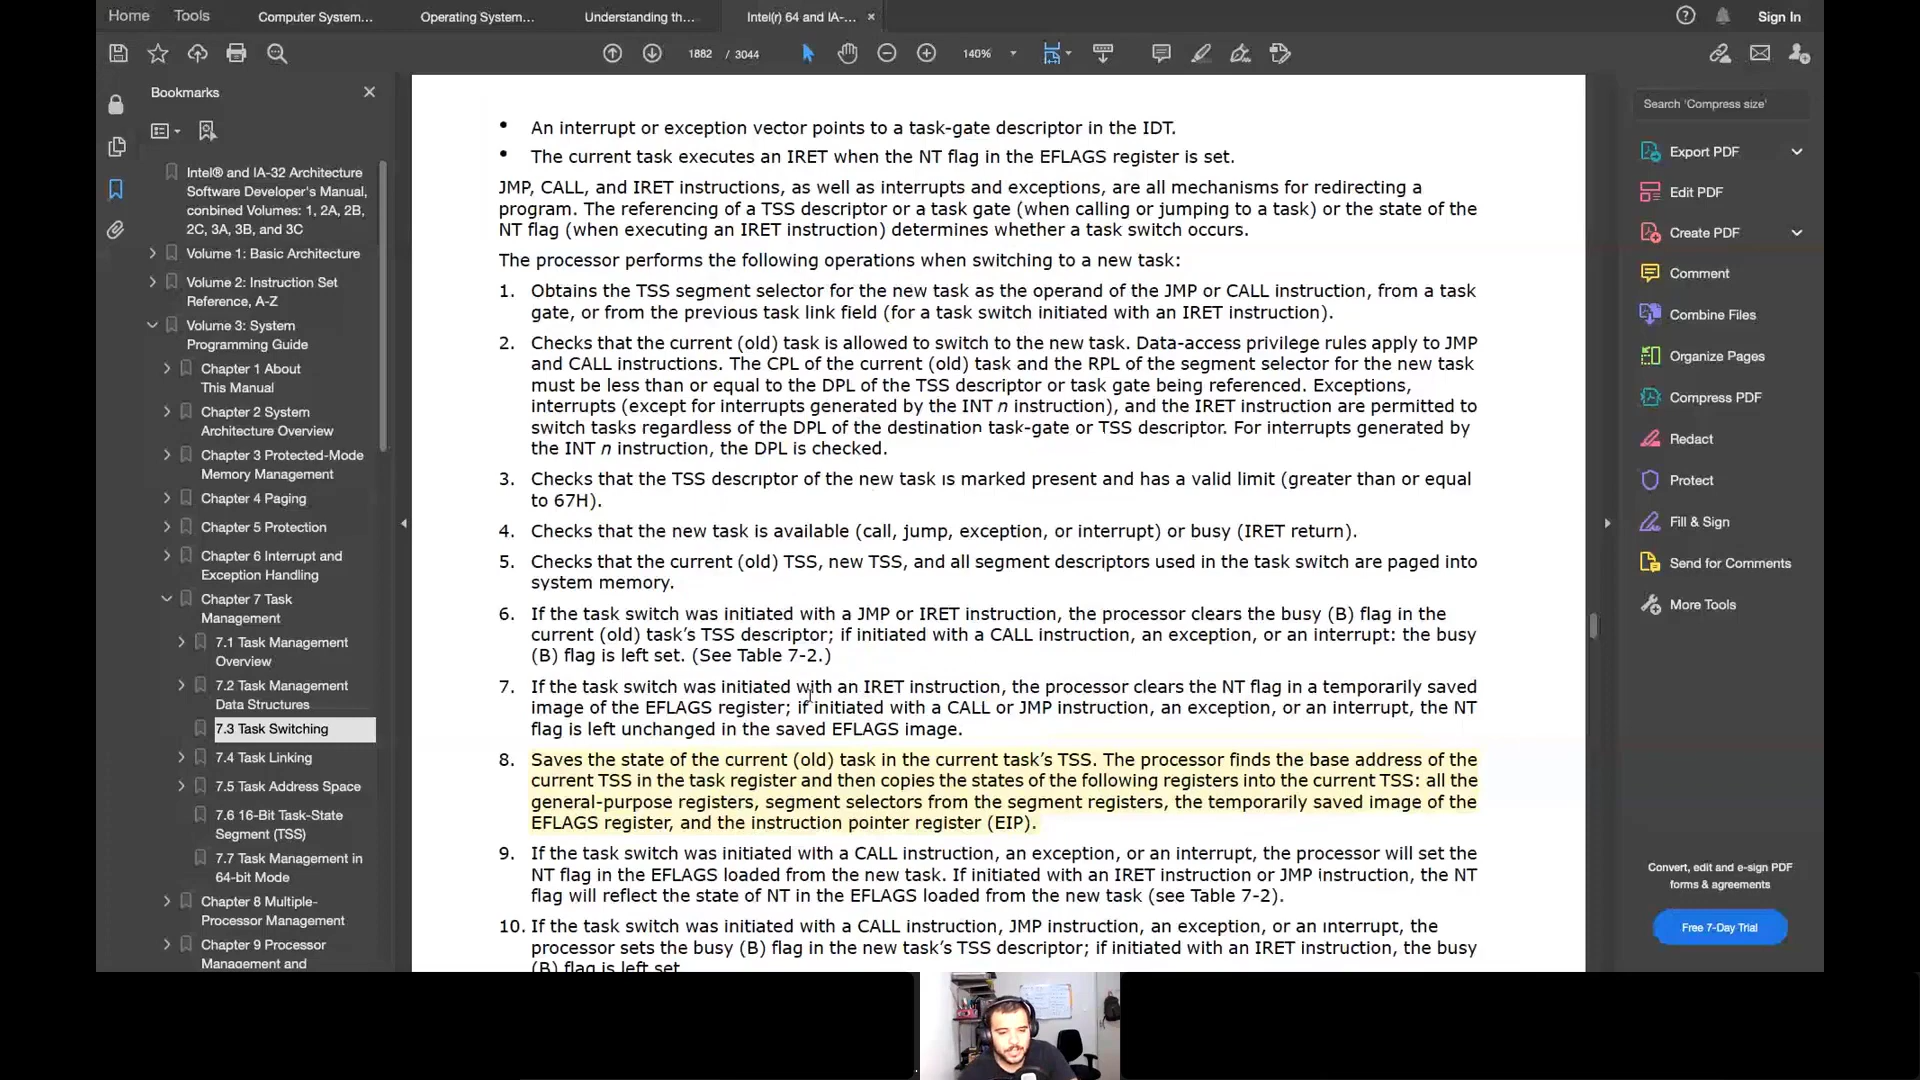 Home
Tools
Computer System...
Operating System...
Understanding th...
Intel(r) 64 and IA-...
Sign In
1882 / 3044
140%
Bookmarks
Intel® and IA-32 Architecture
Software Developer's Manual,
conbined Volumes: 1, 2A, 2B,
2C, 3A, 3B, and 3C
Volume 1: Basic Architecture
Volume 2: Instruction Set
Reference, A-Z
Volume 3: System
Programming Guide
Chapter 1 About
This Manual
Chapter 2 System
Architecture Overview
Chapter 3 Protected-Mode
Memory Management
Chapter 4 Paging
Chapter 5 Protection
Chapter 6 Interrupt and
Exception Handling
Chapter 7 Task
Management
7.1 Task Management
Overview
7.2 Task Management
Data Structures
7.3 Task Switching
7.4 Task Linking
7.5 Task Address Space
7.6 16-Bit Task-State
Segment (TSS)
7.7 Task Management in
64-bit Mode
Chapter 8 Multiple-
Processor Management
Chapter 9 Processor
Management and
• An interrupt or exception vector points to a task-gate descriptor in the IDT.
• The current task executes an IRET when the NT flag in the EFLAGS register is set.
JMP, CALL, and IRET instructions, as well as interrupts and exceptions, are all mechanisms for redirecting a
program. The referencing of a TSS descriptor or a task gate (when calling or jumping to a task) or the state of the
NT flag (when executing an IRET instruction) determines whether a task switch occurs.
The processor performs the following operations when switching to a new task:
1. Obtains the TSS segment selector for the new task as the operand of the JMP or CALL instruction, from a task
gate, or from the previous task link field (for a task switch initiated with an IRET instruction).
2. Checks that the current (old) task is allowed to switch to the new task. Data-access privilege rules apply to JMP
and CALL instructions. The CPL of the current (old) task and the RPL of the segment selector for the new task
must be less than or equal to the DPL of the TSS descriptor or task gate being referenced. Exceptions,
interrupts (except for interrupts generated by the INT n instruction), and the IRET instruction are permitted to
switch tasks regardless of the DPL of the destination task-gate or TSS descriptor. For interrupts generated by
the INT n instruction, the DPL is checked.
3. Checks that the TSS descriptor of the new task is marked present and has a valid limit (greater than or equal
to 67H).
4. Checks that the new task is available (call, jump, exception, or interrupt) or busy (IRET return).
5. Checks that the current (old) TSS, new TSS, and all segment descriptors used in the task switch are paged into
system memory.
6. If the task switch was initiated with a JMP or IRET instruction, the processor clears the busy (B) flag in the
current (old) task’s TSS descriptor; if initiated with a CALL instruction, an exception, or an interrupt: the busy
(B) flag is left set. (See Table 7-2.)
7. If the task switch was initiated with an IRET instruction, the processor clears the NT flag in a temporarily saved
image of the EFLAGS register; if initiated with a CALL or JMP instruction, an exception, or an interrupt, the NT
flag is left unchanged in the saved EFLAGS image.
8. Saves the state of the current (old) task in the current task’s TSS. The processor finds the base address of the
current TSS in the task register and then copies the states of the following registers into the current TSS: all the
general-purpose registers, segment selectors from the segment registers, the temporarily saved image of the
EFLAGS register, and the instruction pointer register (EIP).
9. If the task switch was initiated with a CALL instruction, an exception, or an interrupt, the processor will set the
NT flag in the EFLAGS loaded from the new task. If initiated with an IRET instruction or JMP instruction, the NT
flag will reflect the state of NT in the EFLAGS loaded from the new task (see Table 7-2).
10. If the task switch was initiated with a CALL instruction, JMP instruction, an exception, or an interrupt, the
processor sets the busy (B) flag in the new task’s TSS descriptor; if initiated with an IRET instruction, the busy
(B) flag is left set.
Search 'Compress size'
Export PDF
Edit PDF
Create PDF
Comment
Combine Files
Organize Pages
Compress PDF
Redact
Protect
Fill & Sign
Send for Comments
More Tools
Convert, edit and e-sign PDF
forms & agreements
Free 7-Day Trial